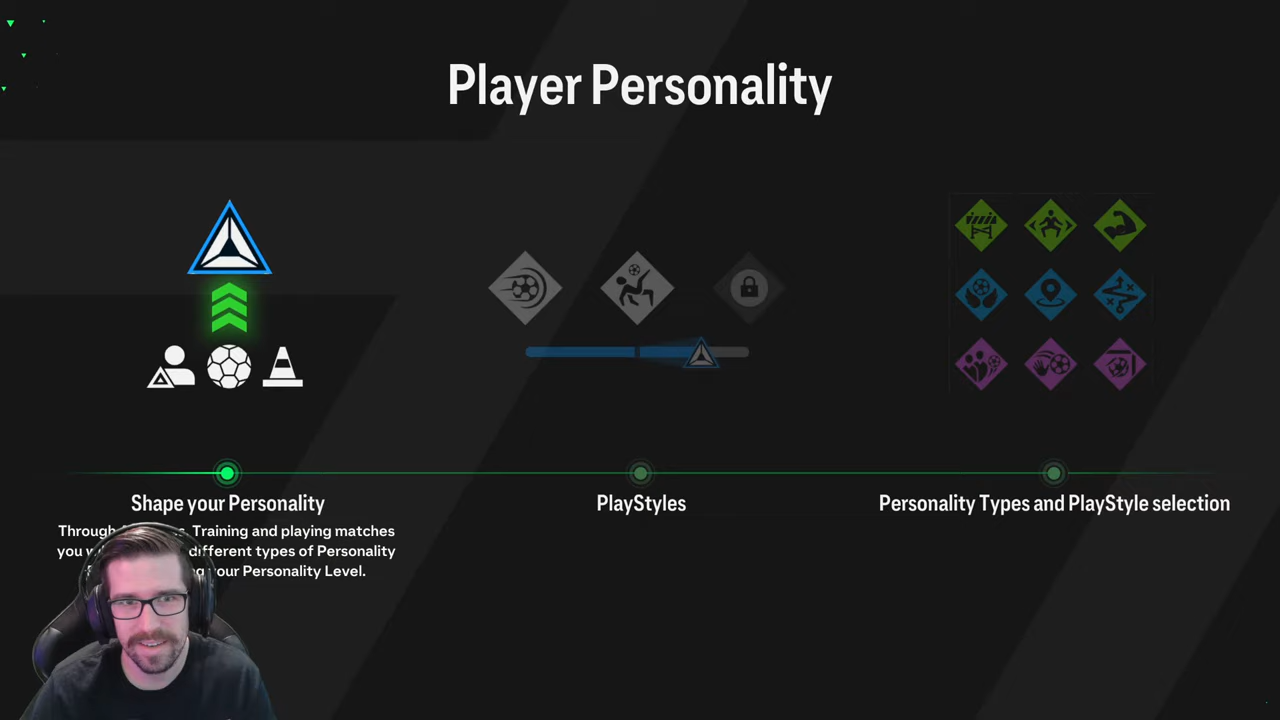 Player Personality
Shape your Personality
Through Training and playing matches
you different types of Personality
your Personality Level.
PlayStyles
Personality Types and PlayStyle selection